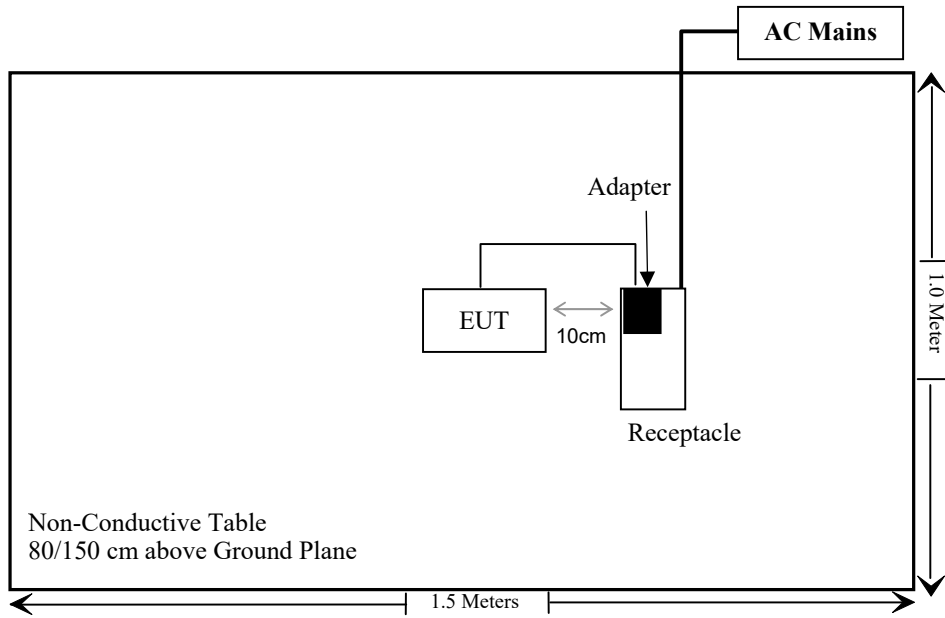 AC Mains
Adapter
EUT
10cm
Receptacle
1.0 Meter
Non-Conductive Table
80/150 cm above Ground Plane
1.5 Meters